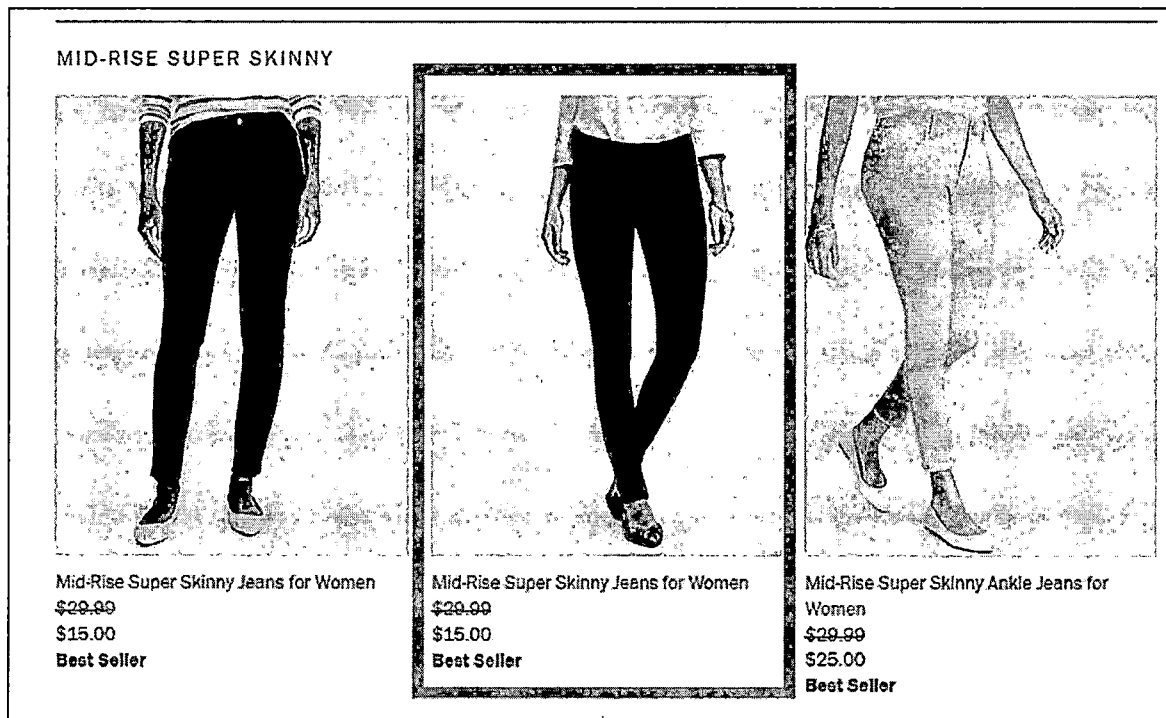 MID-RISE SUPER SKINNY
Mid-Rise Super Skinny Jeans for Women
$29.99
$15.00
Best Seller
Mid-Rise Super Skinny Jeans for Women
$29.99
$15.00
Best Seller
Mid-Rise Super Skinny Ankle Jeans for
Women
$29.99
$25.00
Best Seller